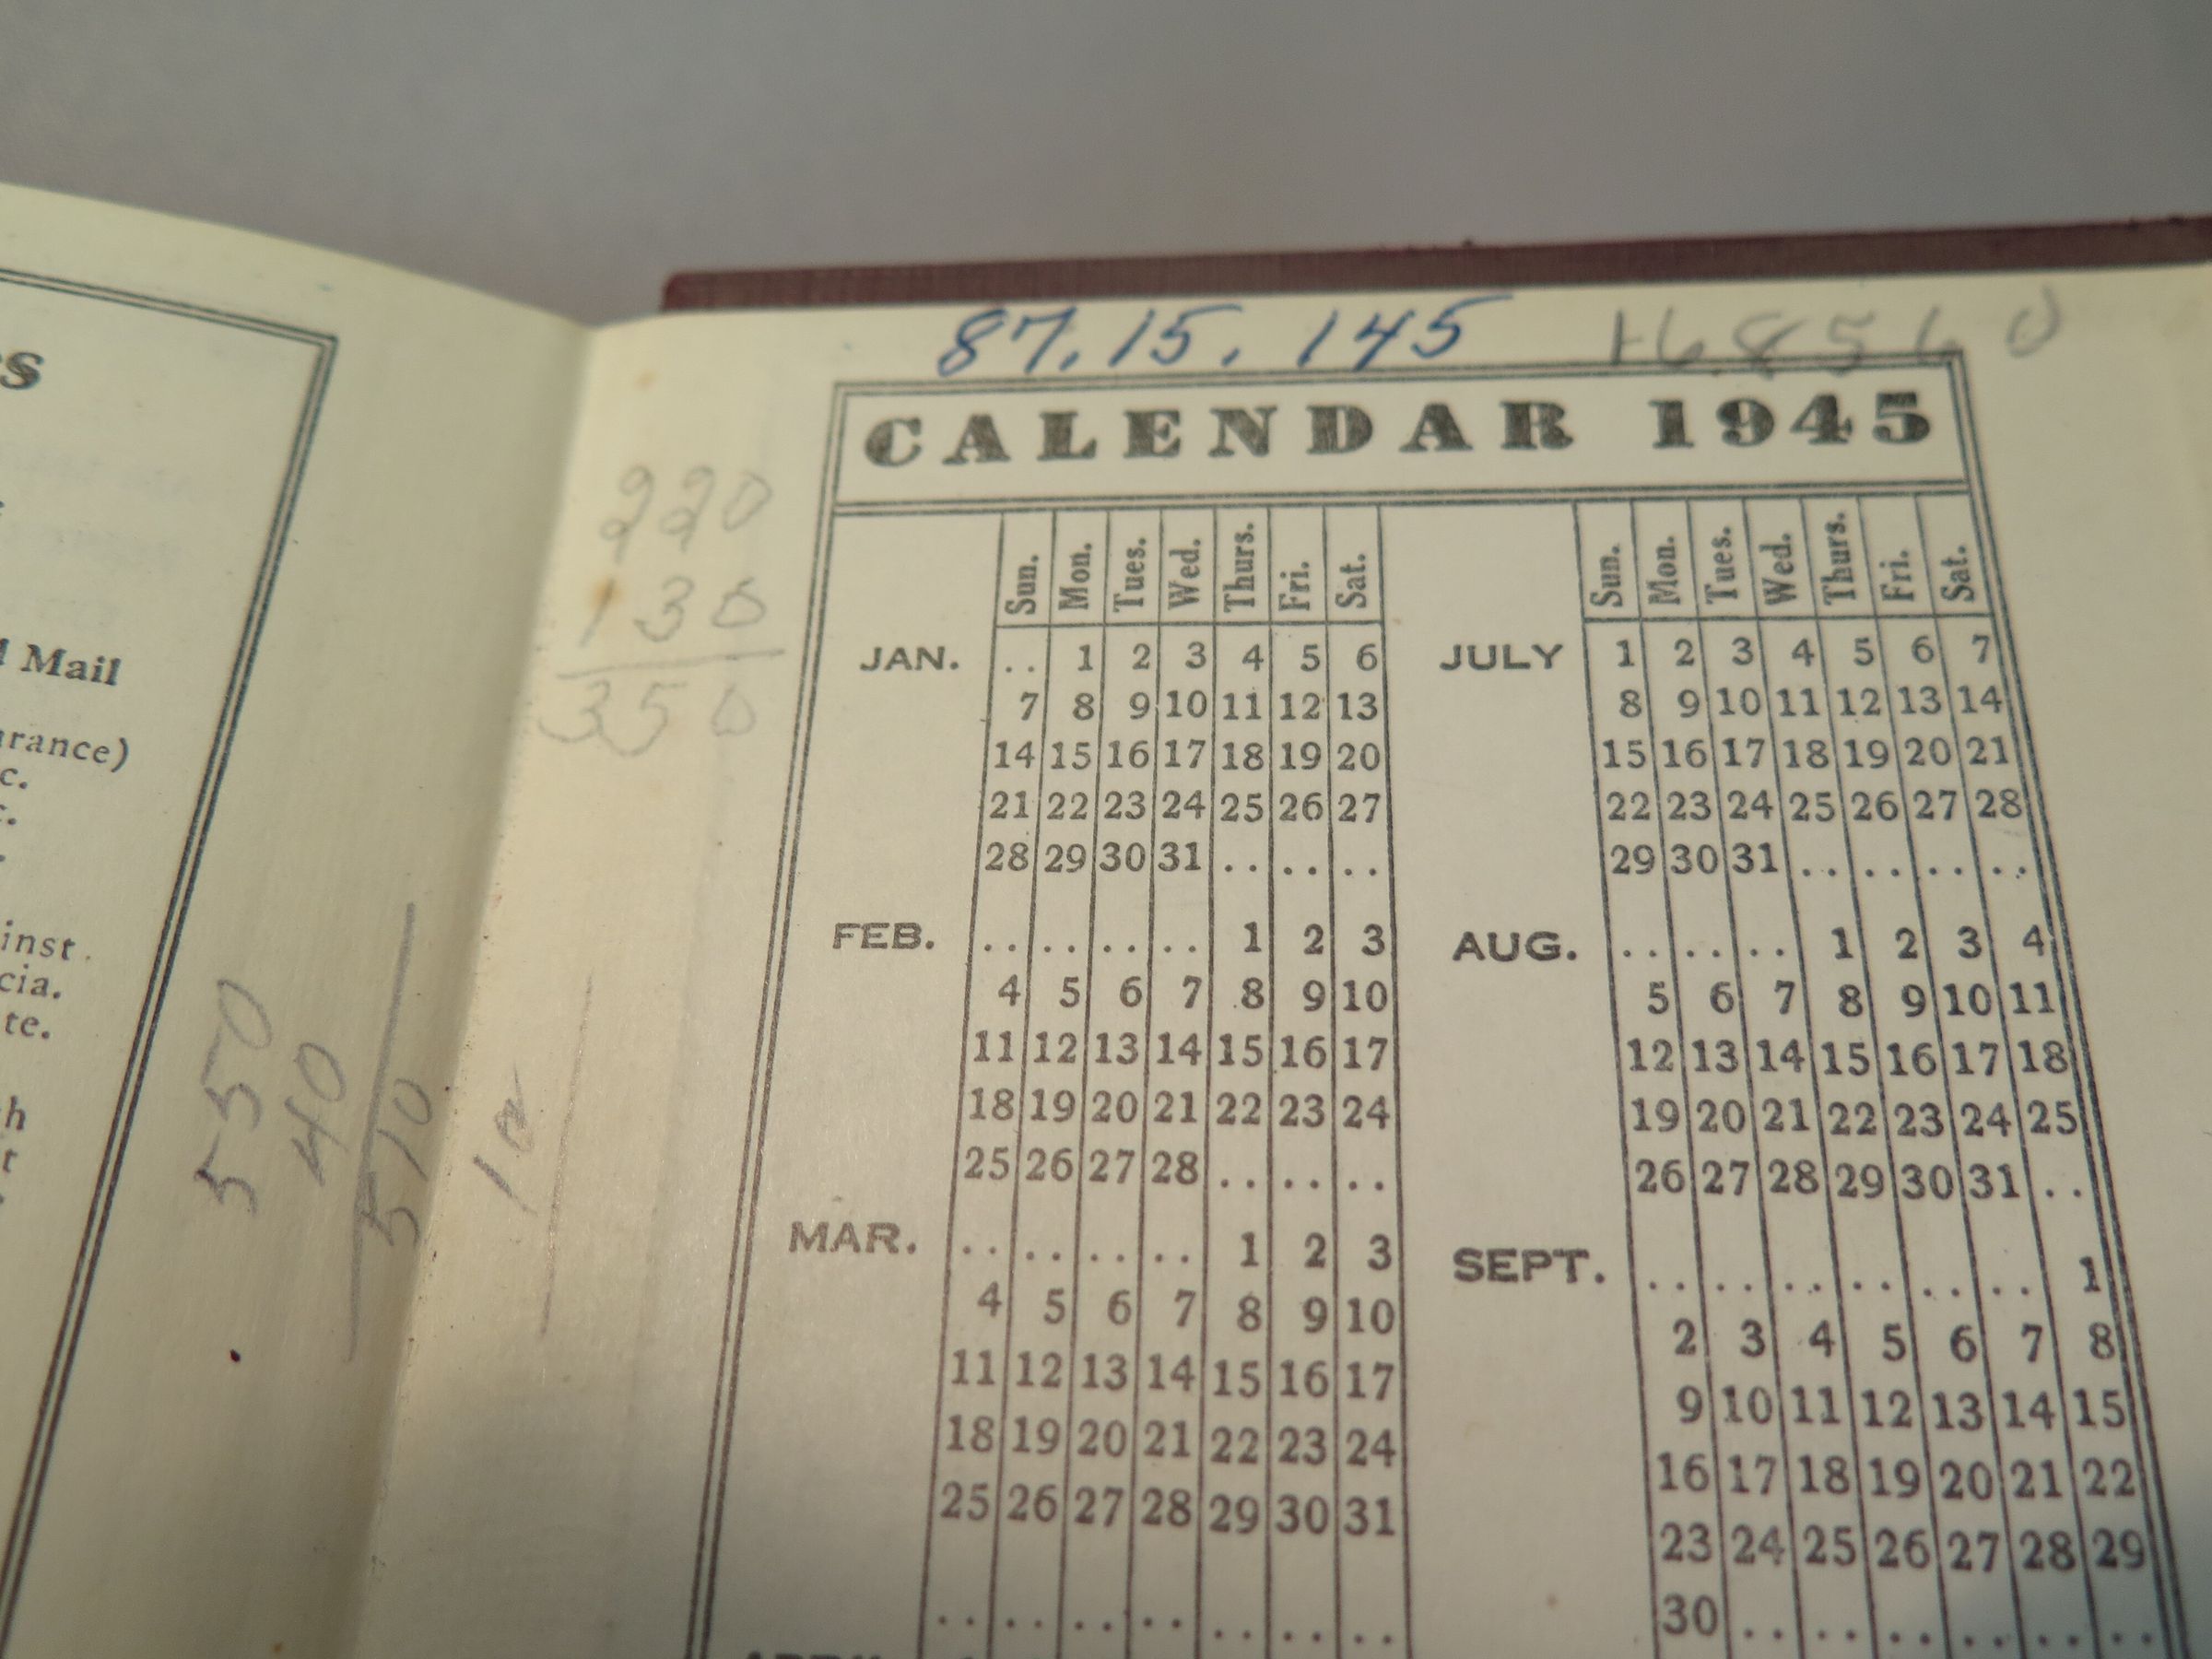 s
l Mail
rance)
c.
inst.
cia.
te.
h
t
550
40
510
10
220
130
350
87.15.145
CALENDAR 1945
Sun. Mon. Tues. Wed. Thurs. Fri. Sat.
JAN. .. 1 2 3 4 5 6
7 8 9 10 11 12 13
14 15 16 17 18 19 20
21 22 23 24 25 26 27
28 29 30 31 .. .. ..
FEB. .. .. .. .. 1 2 3
4 5 6 7 8 9 10
11 12 13 14 15 16 17
18 19 20 21 22 23 24
25 26 27 28 .. .. ..
MAR. .. .. .. .. 1 2 3
4 5 6 7 8 9 10
11 12 13 14 15 16 17
18 19 20 21 22 23 24
25 26 27 28 29 30 31
.. .. .. .. .. .. ..
Sun. Mon. Tues. Wed. Thurs. Fri. Sat.
JULY 1 2 3 4 5 6 7
8 9 10 11 12 13 14
15 16 17 18 19 20 21
22 23 24 25 26 27 28
29 30 31 .. .. .. ..
AUG. .. .. .. 1 2 3 4
5 6 7 8 9 10 11
12 13 14 15 16 17 18
19 20 21 22 23 24 25
26 27 28 29 30 31 ..
SEPT. .. .. .. .. .. .. 1
2 3 4 5 6 7 8
9 10 11 12 13 14 15
16 17 18 19 20 21 22
23 24 25 26 27 28 29
30 .. .. .. .. .. ..